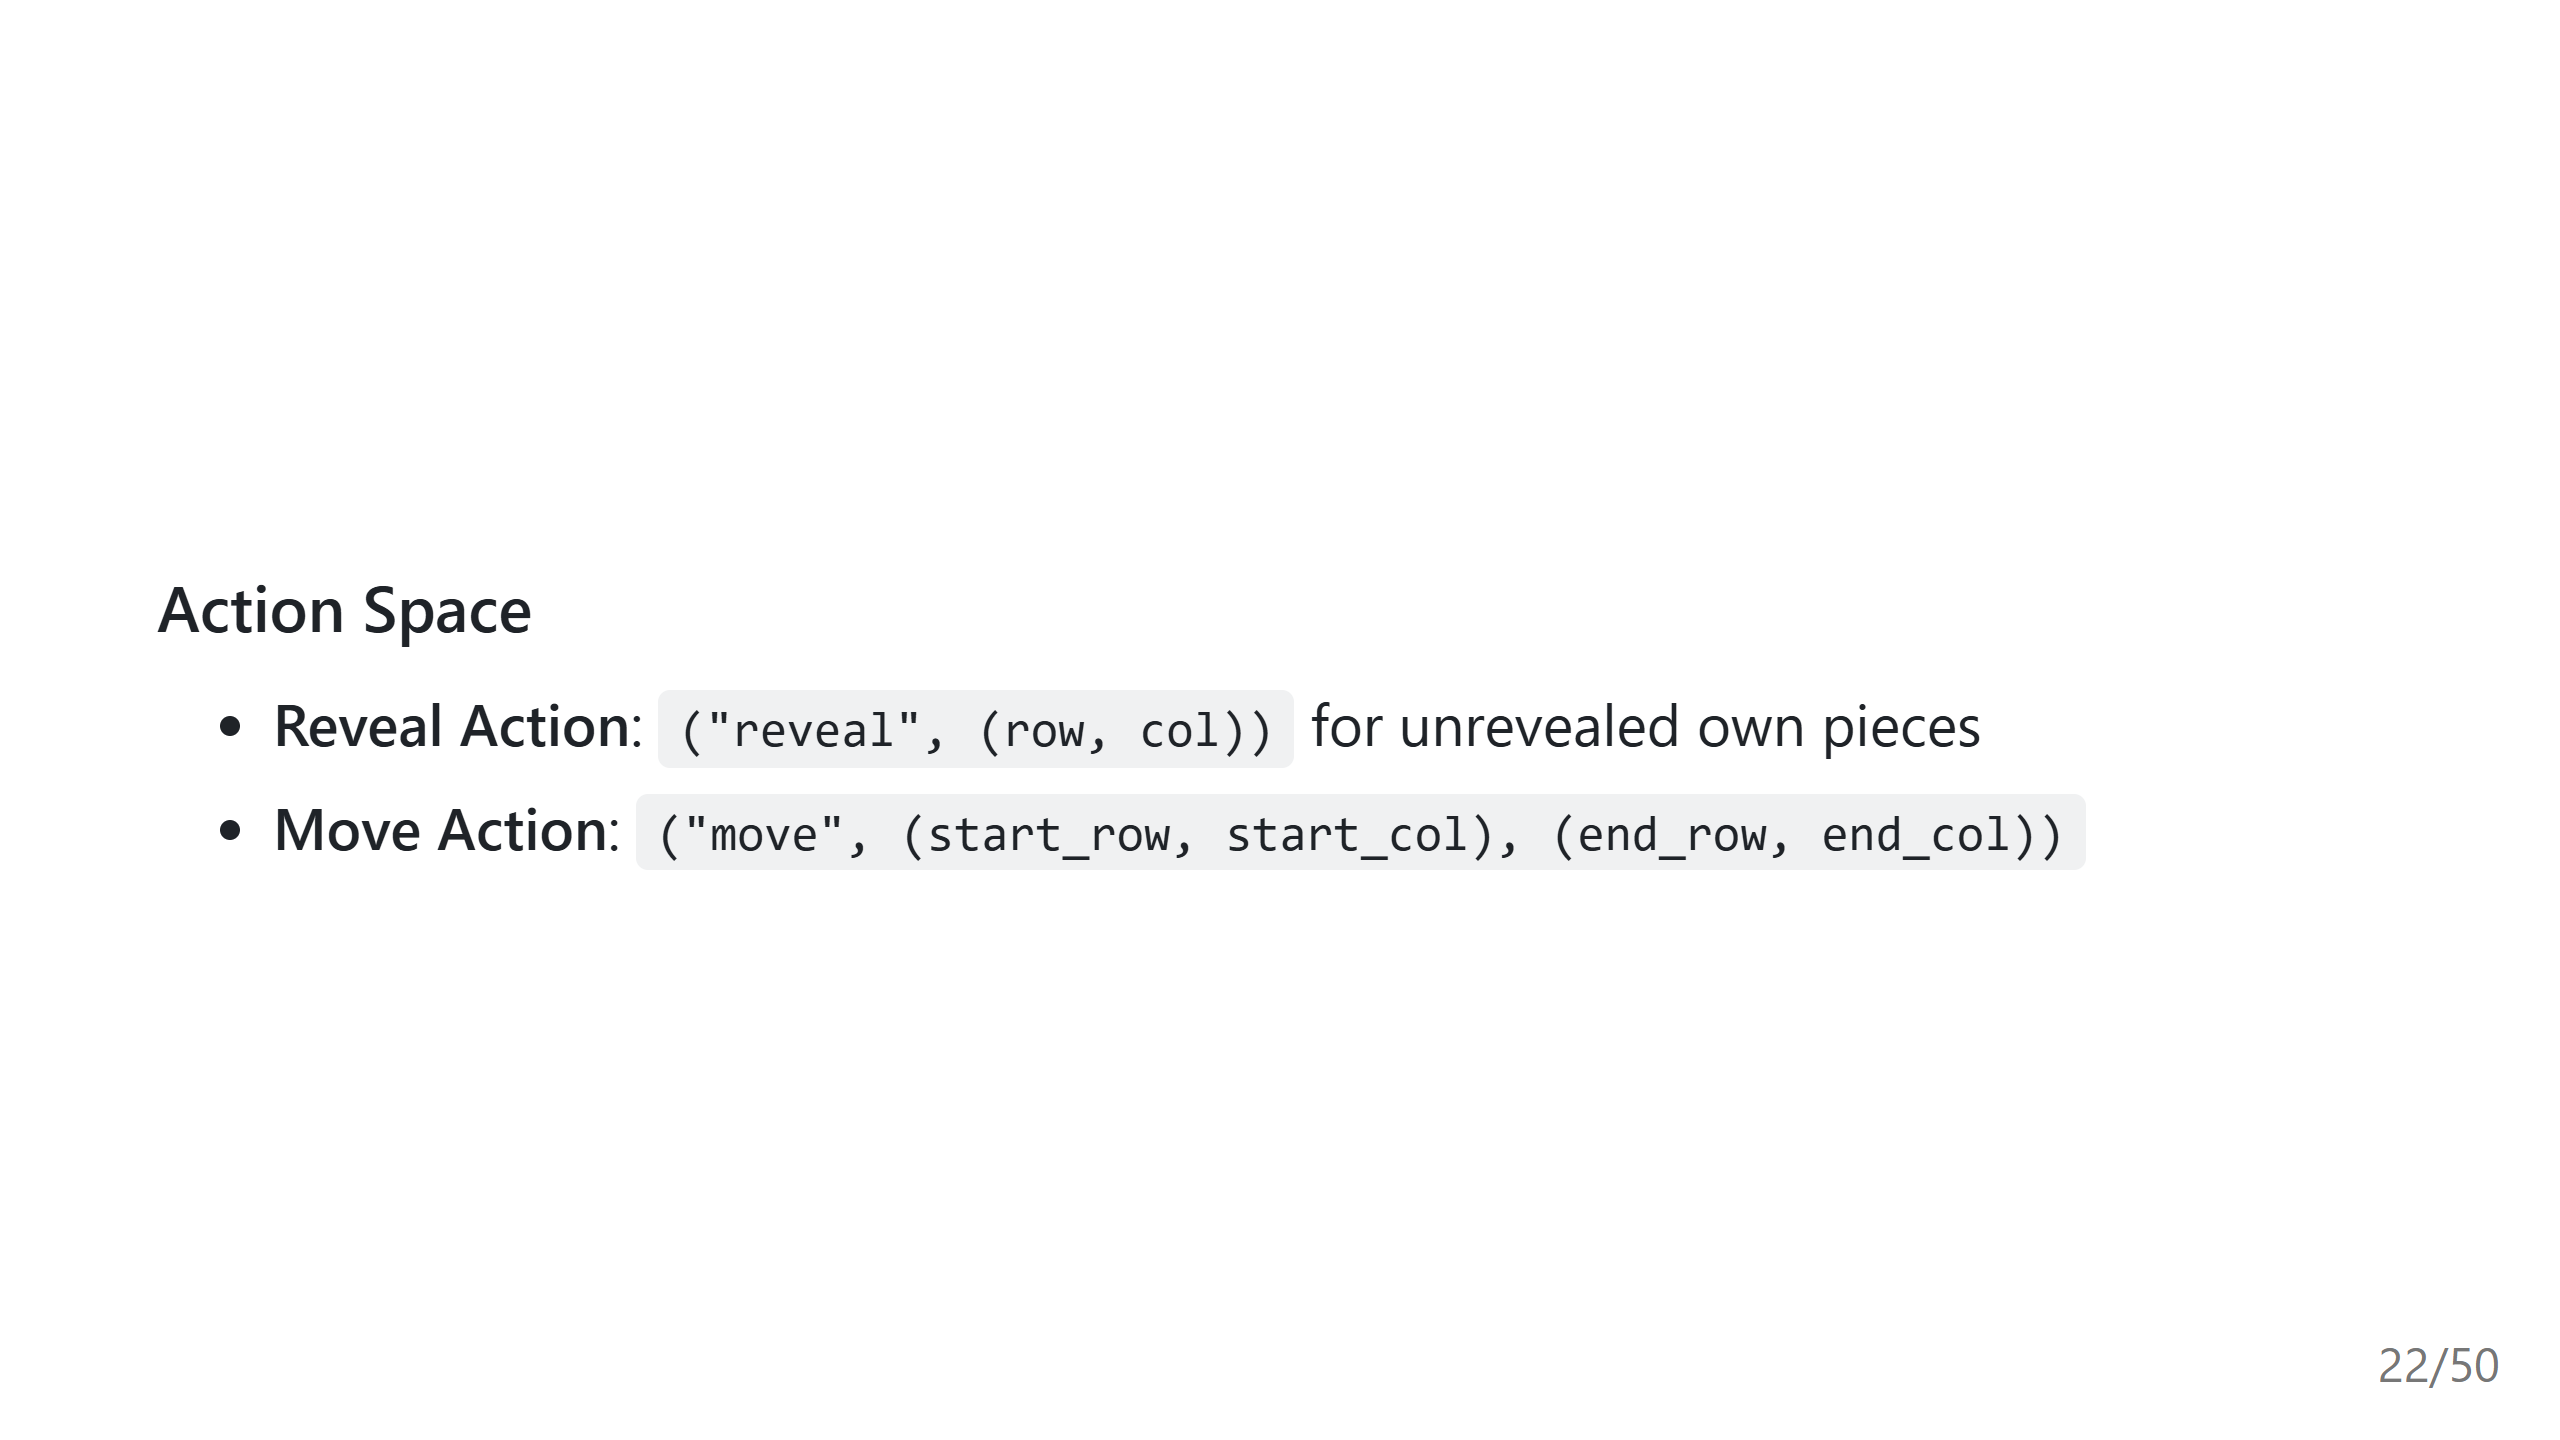 Action Space
• Reveal Action: ("reveal", (row, col)) for unrevealed own pieces
• Move Action: ("move", (start_row, start_col), (end_row, end_col))
22/50